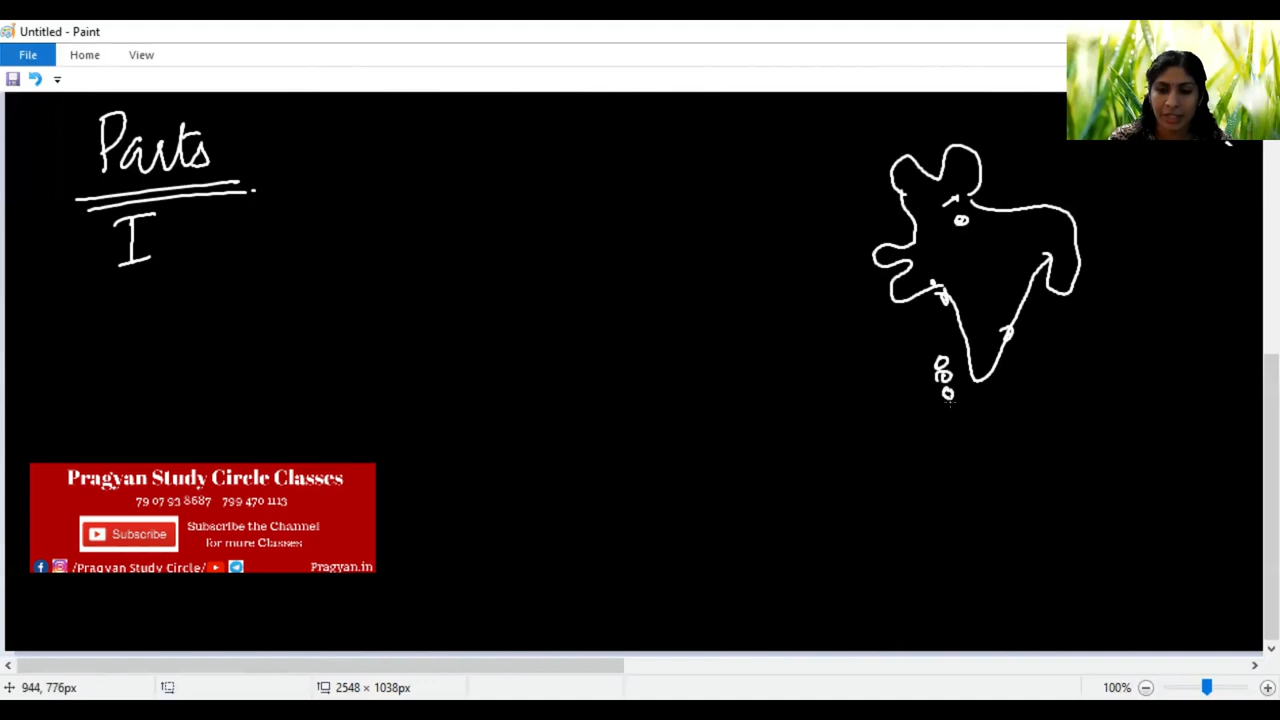 Untitled - Paint
File Home View
Parts
I
Pragyan Study Circle Classes
79 07 93 8687 799 470 1113
Subscribe
Subscribe the Channel
for more Classes
/Pragyan Study Circle/
Pragyan.in
944, 776px
2548 × 1038px
100%